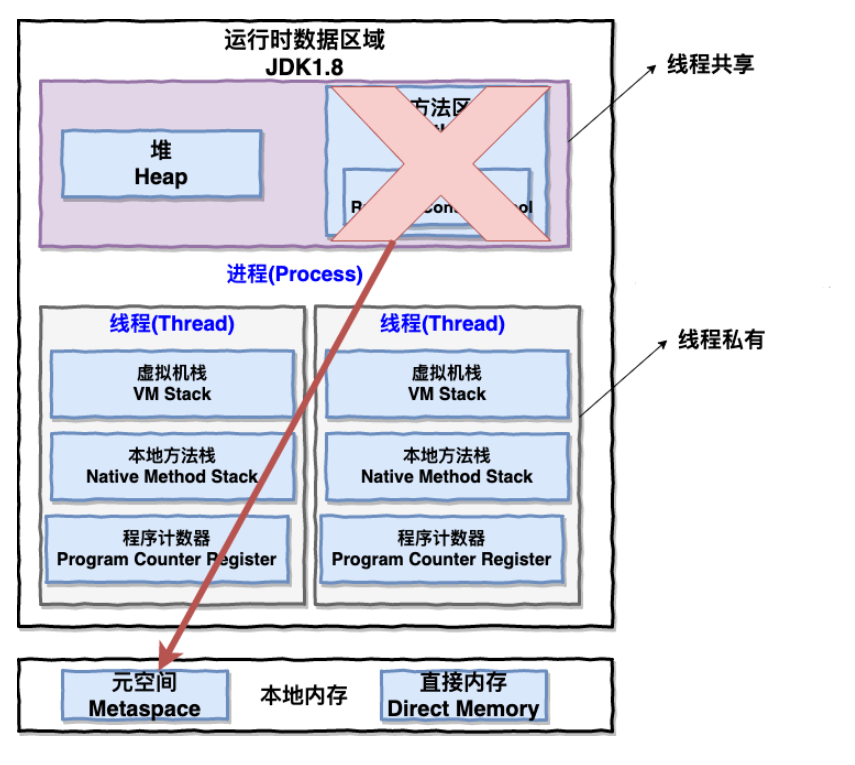 运行时数据区域
JDK1.8
线程共享
堆
Heap
方法区
进程(Process)
线程(Thread)
虚拟机栈
VM Stack
本地方法栈
Native Method Stack
程序计数器
Program Counter Register
线程(Thread)
虚拟机栈
VM Stack
本地方法栈
Native Method Stack
程序计数器
Program Counter Register
线程私有
元空间
Metaspace
本地内存
直接内存
Direct Memory